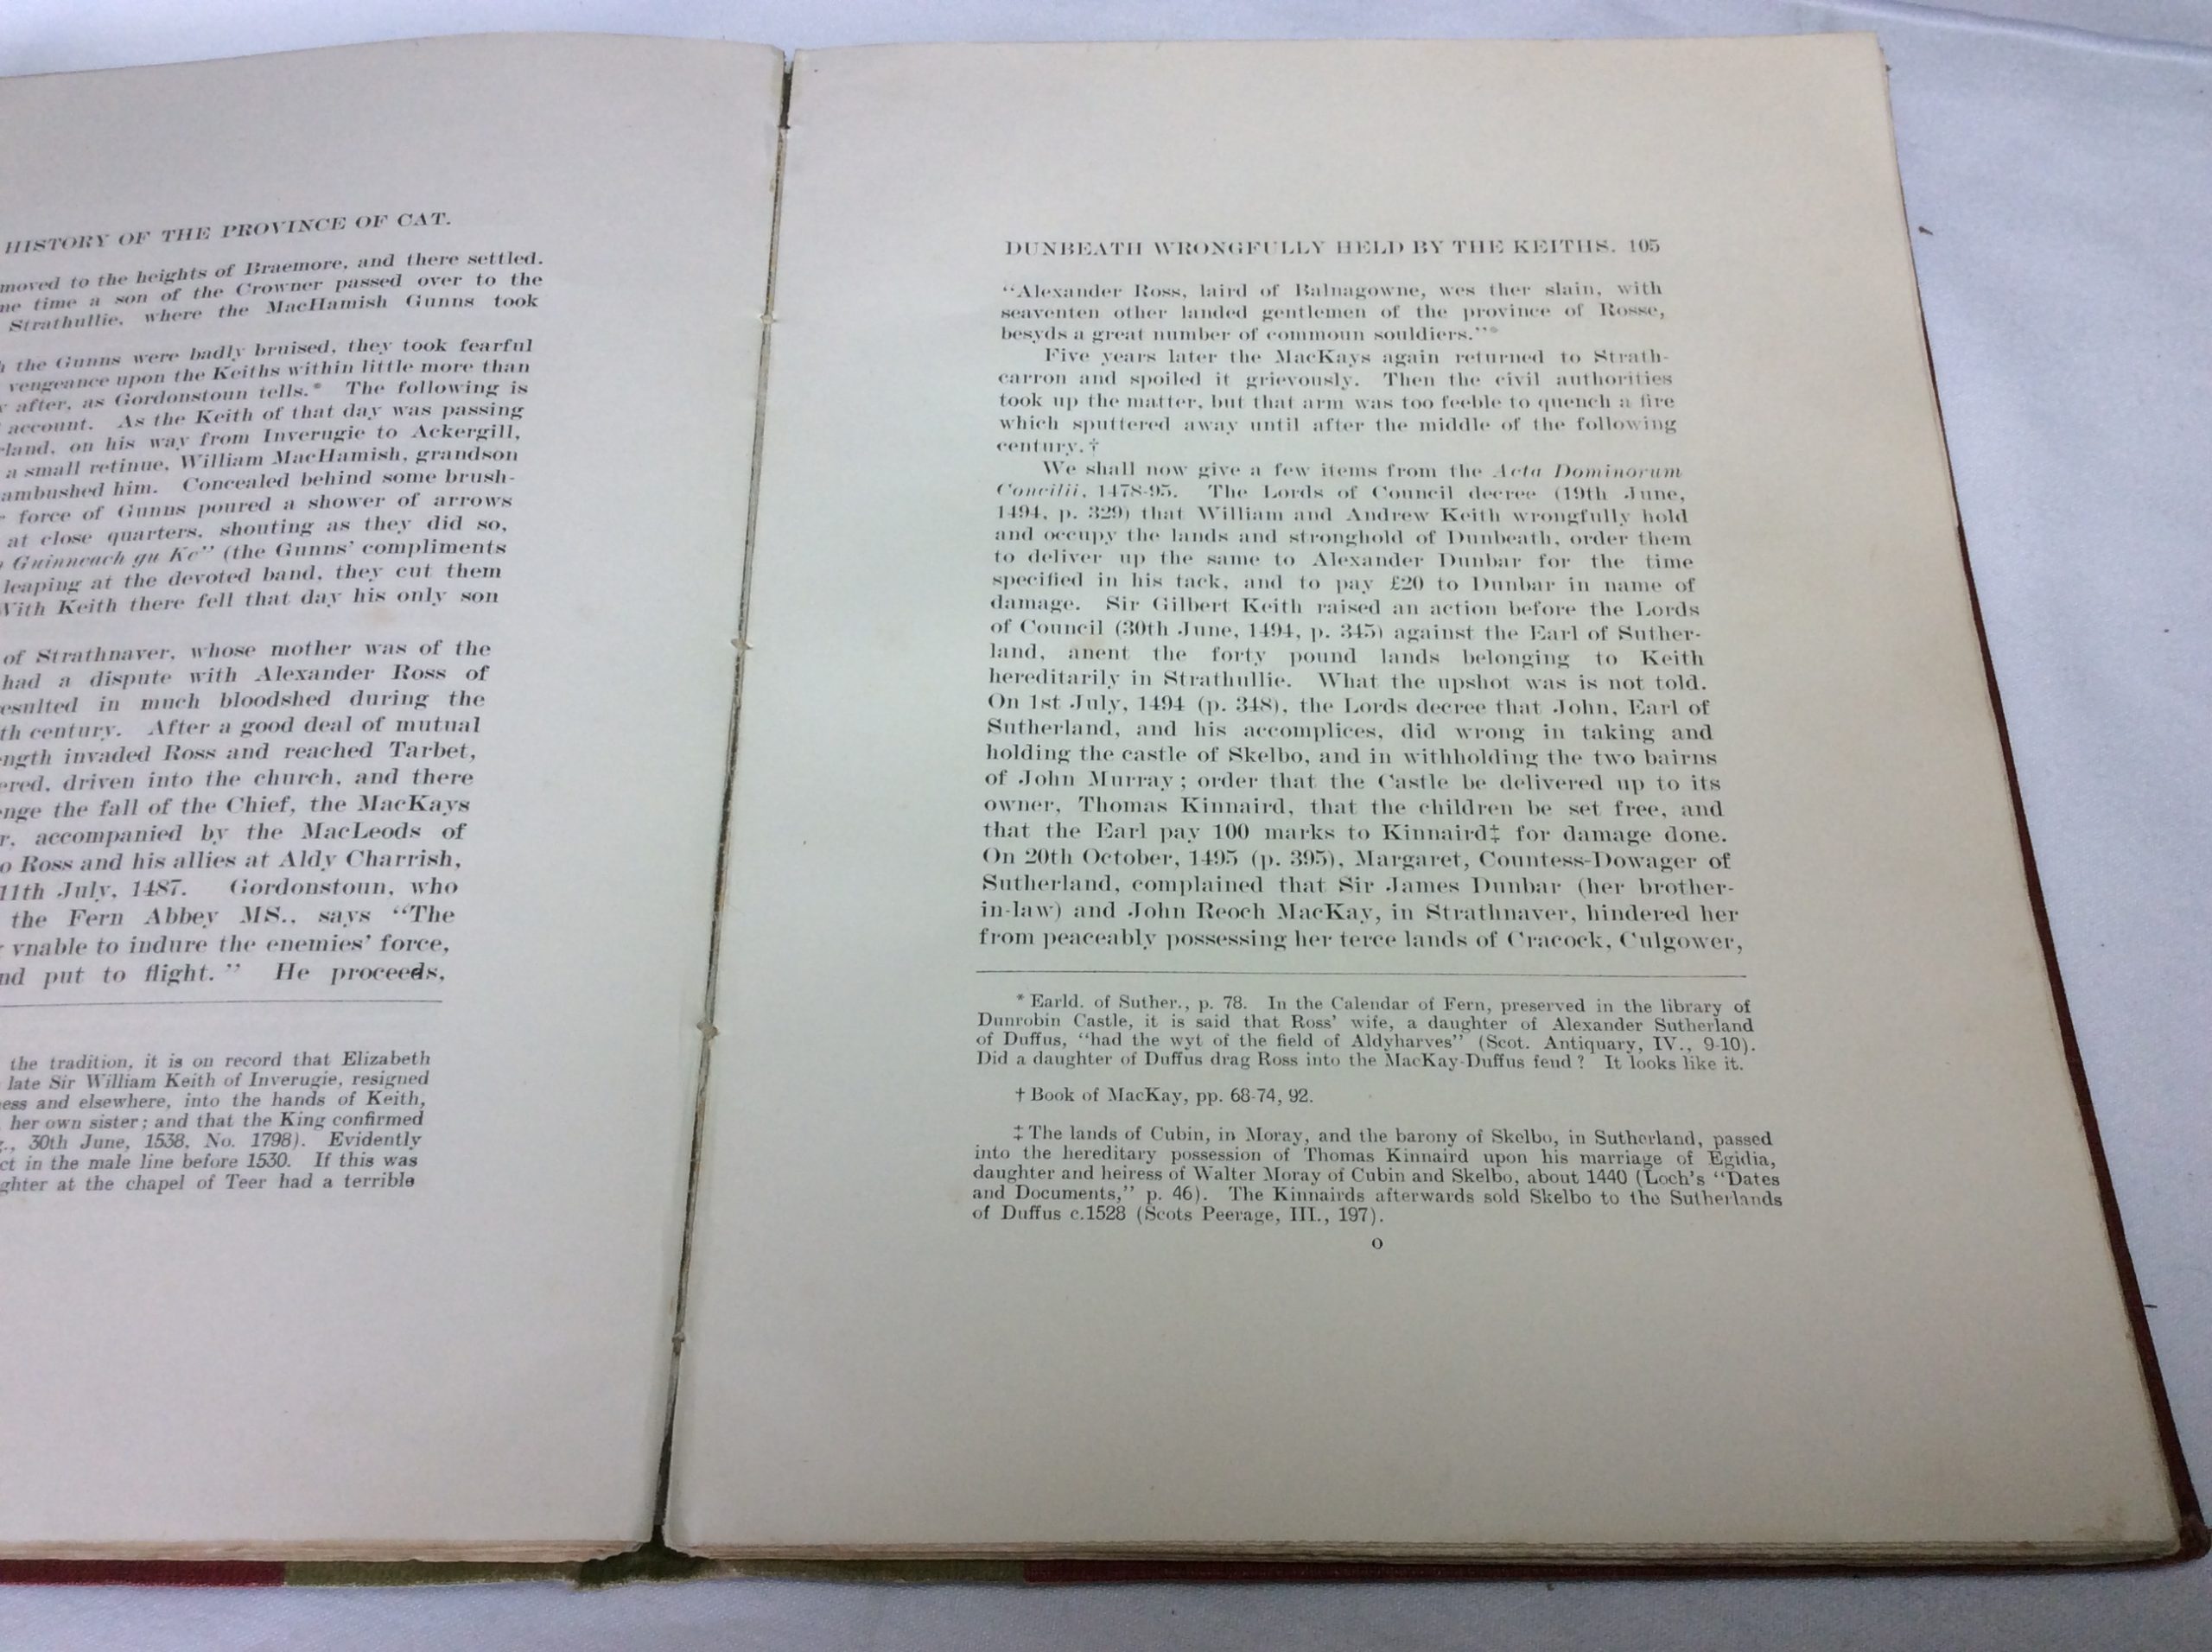 HISTORY OF THE PROVINCE OF CAT.
moved to the heights of Braemore, and there settled.
time a son of the Crowner passed over to the
Strathullie, where the MacHamish Gunns took
the Gunns were badly bruised, they took fearful
vengeance upon the Keiths within little more than
after, as Gordonstoun tells.* The following is
account. As the Keith of that day was passing
on his way from Inverugie to Ackergill,
a small retinue, William MacHamish, grandson
ambushed him. Concealed behind some brush-
force of Gunns poured a shower of arrows
at close quarters, shouting as they did so,
Guinneach gu Ke" (the Gunns' compliments
leaping at the devoted band, they cut them
With Keith there fell that day his only son
of Strathnaver, whose mother was of the
had a dispute with Alexander Ross of
resulted in much bloodshed during the
th century. After a good deal of mutual
ength invaded Ross and reached Tarbet,
ered, driven into the church, and there
enge the fall of the Chief, the MacKays
r, accompanied by the MacLeods of
o Ross and his allies at Aldy Charrish,
11th July, 1487. Gordonstoun, who
the Fern Abbey MS., says "The
vnable to indure the enemies' force,
nd put to flight." He proceeds,
the tradition, it is on record that Elizabeth
late Sir William Keith of Inverugie, resigned
ness and elsewhere, into the hands of Keith,
her own sister; and that the King confirmed
30th June, 1538, No. 1798). Evidently
ct in the male line before 1530. If this was
ghter at the chapel of Teer had a terrible
DUNBEATH WRONGFULLY HELD BY THE KEITHS. 105
"Alexander Ross, laird of Balnagowne, wes ther slain, with
seaventen other landed gentlemen of the province of Rosse,
besyds a great number of commoun souldiers."*
Five years later the MacKays again returned to Strath-
carron and spoiled it grievously. Then the civil authorities
took up the matter, but that arm was too feeble to quench a fire
which sputtered away until after the middle of the following
century.†
We shall now give a few items from the Acta Dominorum
Concilii, 1478-95. The Lords of Council decree (19th June,
1494, p. 329) that William and Andrew Keith wrongfully hold
and occupy the lands and stronghold of Dunbeath, order them
to deliver up the same to Alexander Dunbar for the time
specified in his tack, and to pay £20 to Dunbar in name of
damage. Sir Gilbert Keith raised an action before the Lords
of Council (30th June, 1494, p. 345) against the Earl of Suther-
land, anent the forty pound lands belonging to Keith
hereditarily in Strathullie. What the upshot was is not told.
On 1st July, 1494 (p. 348), the Lords decree that John, Earl of
Sutherland, and his accomplices, did wrong in taking and
holding the castle of Skelbo, and in withholding the two bairns
of John Murray; order that the Castle be delivered up to its
owner, Thomas Kinnaird, that the children be set free, and
that the Earl pay 100 marks to Kinnaird‡ for damage done.
On 20th October, 1495 (p. 395), Margaret, Countess-Dowager of
Sutherland, complained that Sir James Dunbar (her brother-
in-law) and John Reoch MacKay, in Strathnaver, hindered her
from peaceably possessing her terce lands of Cracock, Culgower,
* Earld. of Suther., p. 78. In the Calendar of Fern, preserved in the library of
Dunrobin Castle, it is said that Ross' wife, a daughter of Alexander Sutherland
of Duffus, "had the wyt of the field of Aldyharves" (Scot. Antiquary, IV., 9-10).
Did a daughter of Duffus drag Ross into the MacKay-Duffus feud? It looks like it.
† Book of MacKay, pp. 68-74, 92.
‡ The lands of Cubin, in Moray, and the barony of Skelbo, in Sutherland, passed
into the hereditary possession of Thomas Kinnaird upon his marriage of Egidia,
daughter and heiress of Walter Moray of Cubin and Skelbo, about 1440 (Loch's "Dates
and Documents," p. 46). The Kinnairds afterwards sold Skelbo to the Sutherlands
of Duffus c.1528 (Scots Peerage, III., 197).
O